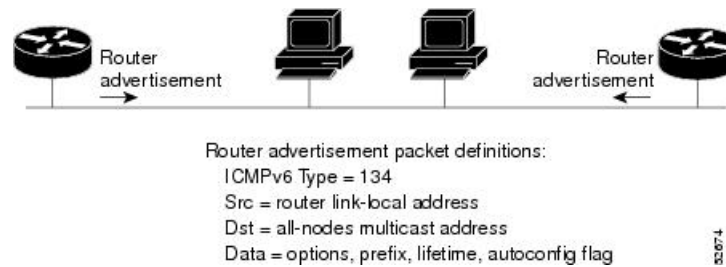 Router
advertisement
Router
advertisement
Router advertisement packet definitions:
ICMPv6 Type = 134
Src = router link-local address
Dst = all-nodes multicast address
Data = options, prefix, lifetime, autoconfig flag